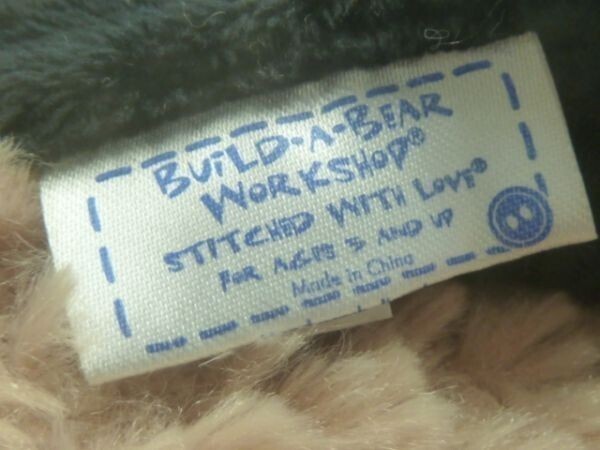 BUILD-A-BEAR
WORKSHOP®
STITCHED WITH LOVE®
FOR AGES 3 AND UP
Made in China